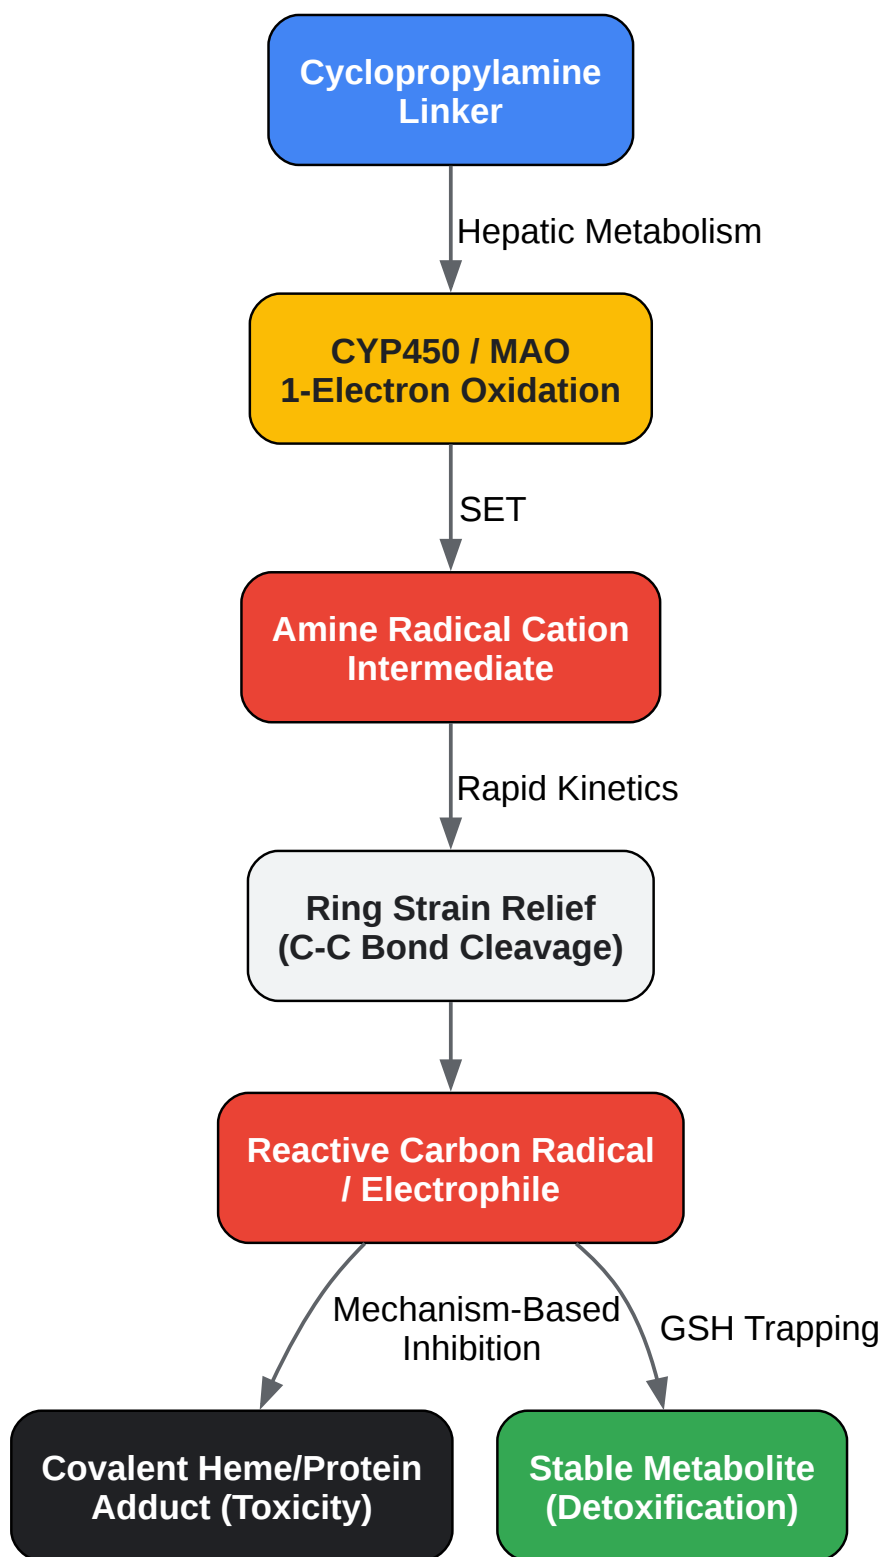 Cyclopropylamine
Linker
Hepatic Metabolism
CYP450 / MAO
1-Electron Oxidation
SET
Amine Radical Cation
Intermediate
Rapid Kinetics
Ring Strain Relief
(C-C Bond Cleavage)
Reactive Carbon Radical
/ Electrophile
Mechanism-Based
Inhibition
GSH Trapping
Covalent Heme/Protein
Adduct (Toxicity)
Stable Metabolite
(Detoxification)